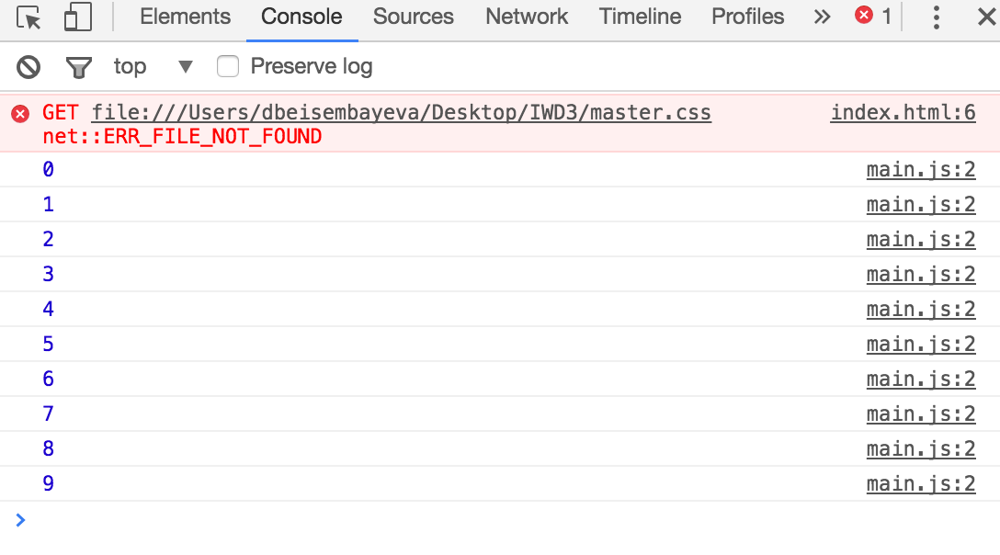 Elements Console Sources Network Timeline Profiles » 1
top Preserve log
GET file:///Users/dbeisembayeva/Desktop/IWD3/master.css index.html:6
net::ERR_FILE_NOT_FOUND
0 main.js:2
1 main.js:2
2 main.js:2
3 main.js:2
4 main.js:2
5 main.js:2
6 main.js:2
7 main.js:2
8 main.js:2
9 main.js:2